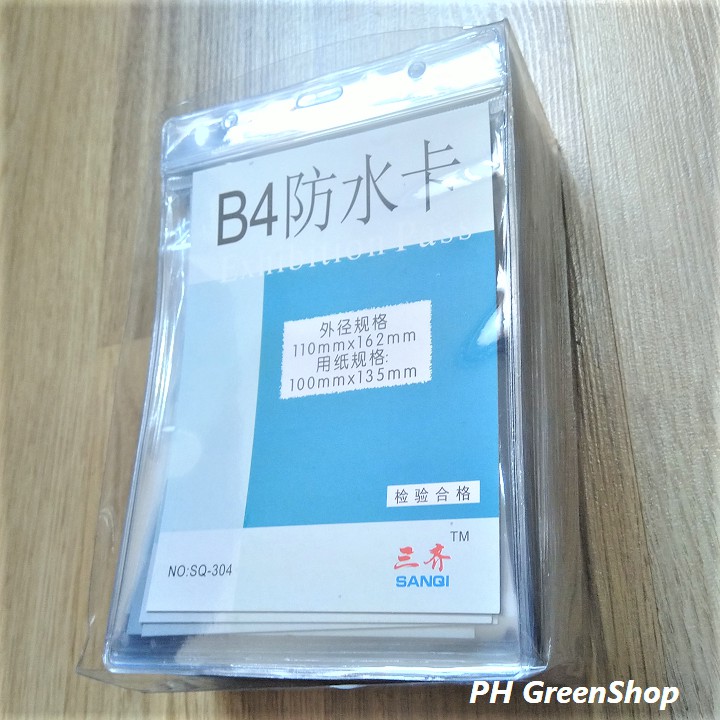 B4防水卡
Exhibition Pass
外径规格
110mmx162mm
用纸规格:
100mmx135mm
检验合格
TM
三齐
SANQI
NO:SQ-304
PH GreenShop